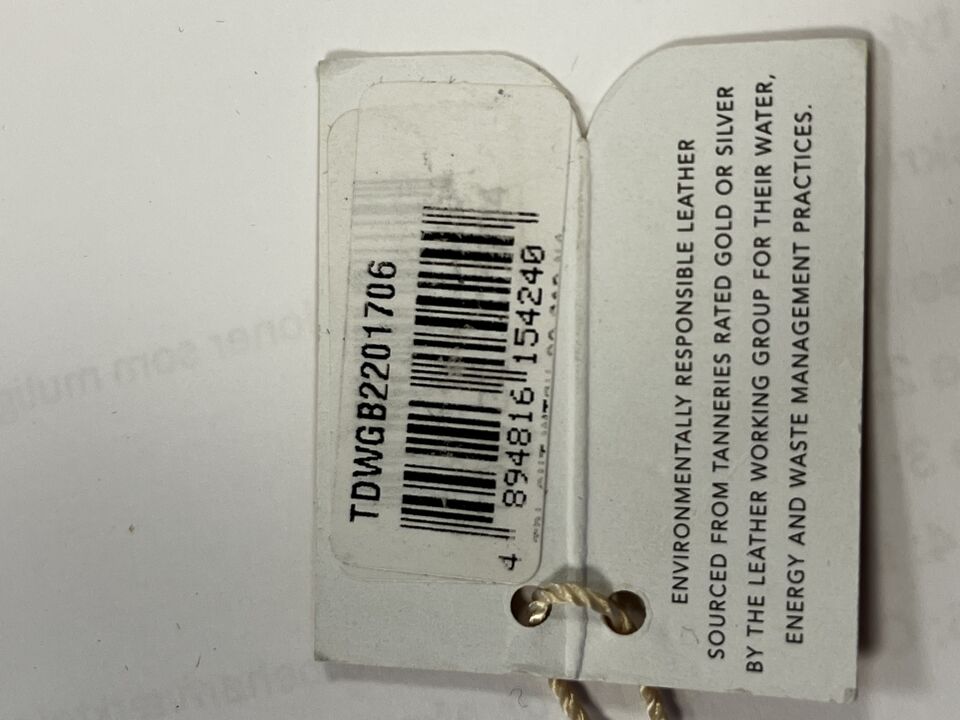 TDWGB2201706
4 894816 154240
ENVIRONMENTALLY RESPONSIBLE LEATHER
SOURCED FROM TANNERIES RATED GOLD OR SILVER
BY THE LEATHER WORKING GROUP FOR THEIR WATER,
ENERGY AND WASTE MANAGEMENT PRACTICES.